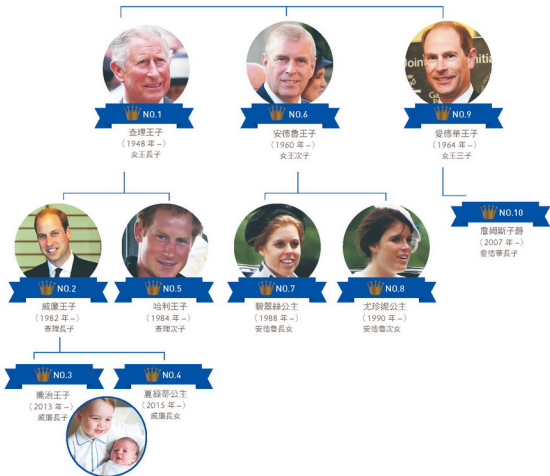 NO.1
查理王子
（1948 年 – ）
女王長子
NO.6
安德魯王子
（1960 年 – ）
女王次子
NO.9
愛德華王子
（1964 年 – ）
女王三子
NO.10
詹姆斯子爵
（2007 年 – ）
愛德華長子
NO.2
威廉王子
（1982 年 – ）
查理長子
NO.5
哈利王子
（1984 年 – ）
查理次子
NO.7
碧翠絲公主
（1988 年 – ）
安德魯長女
NO.8
尤珍妮公主
（1990 年 – ）
安德魯次女
NO.3
喬治王子
（2013 年 – ）
威廉長子
NO.4
夏綠蒂公主
（2015 年 – ）
威廉長女